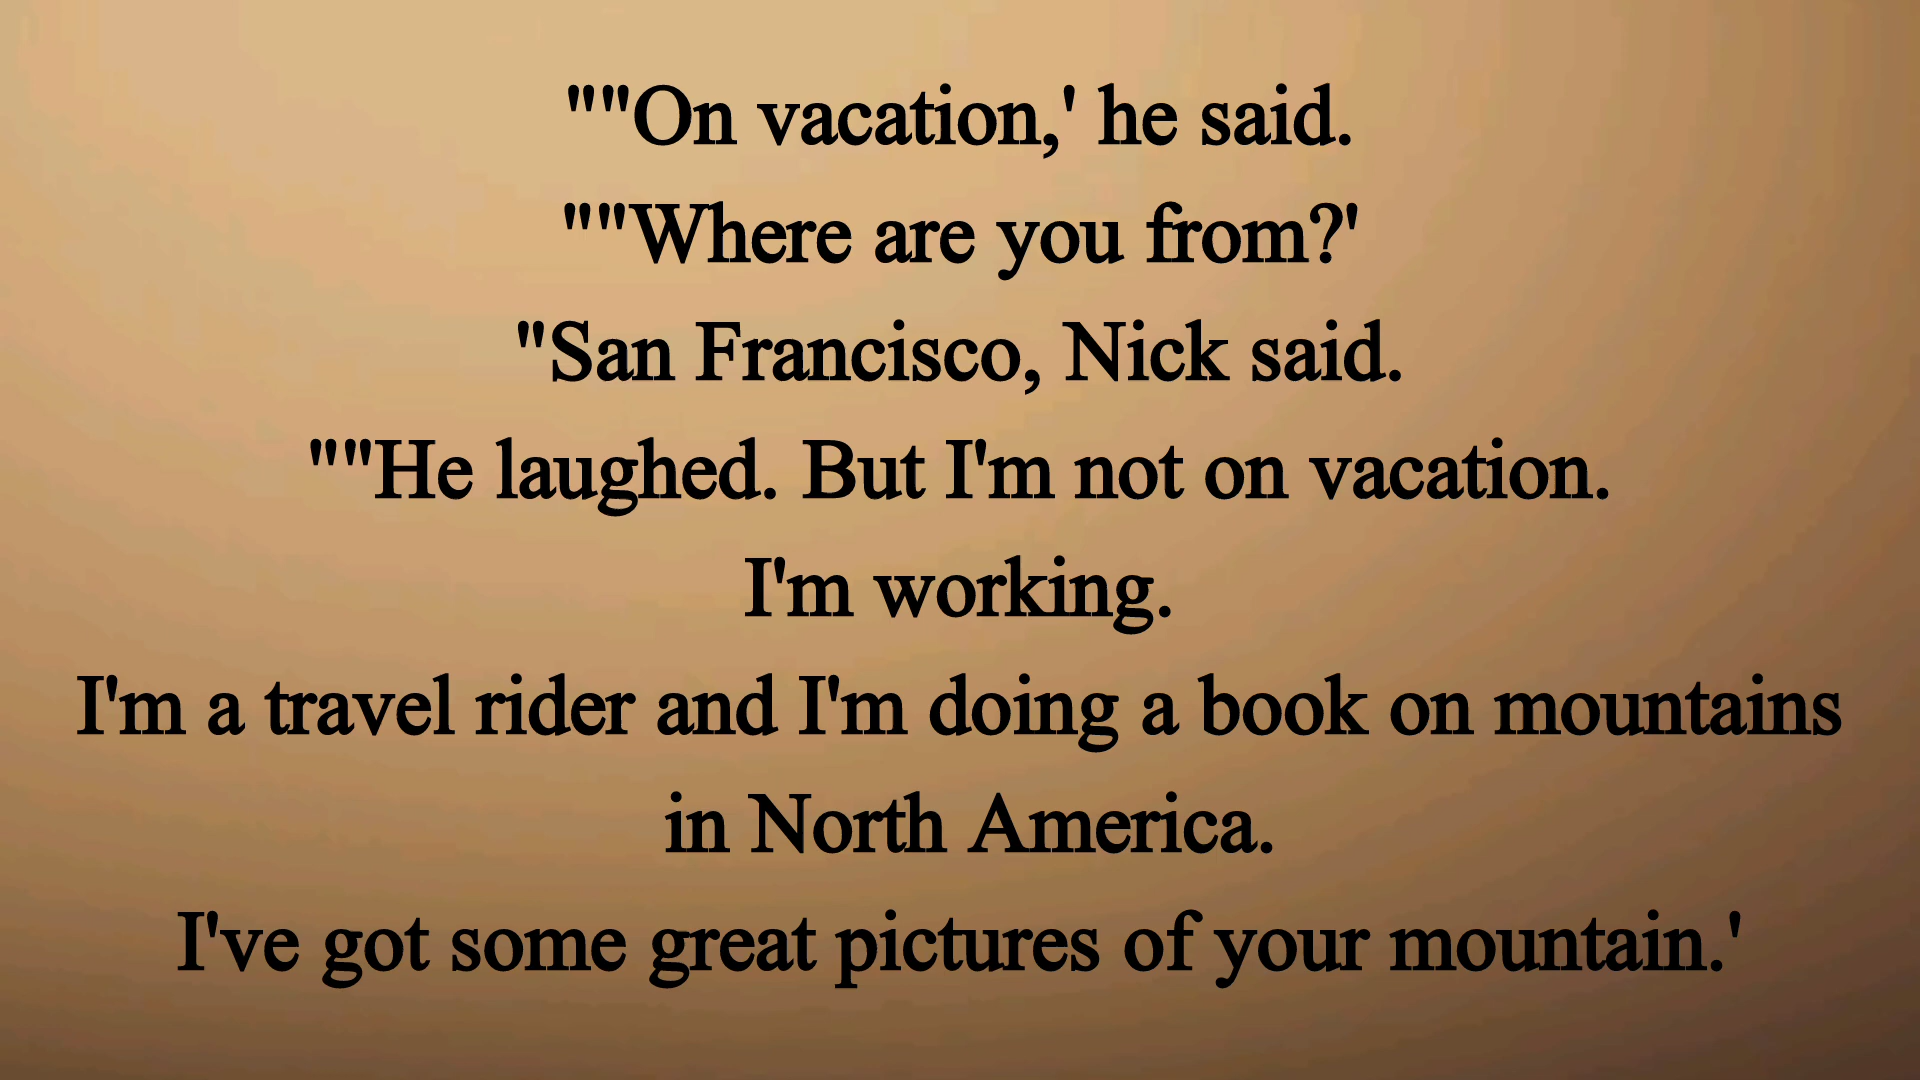 ""On vacation,' he said.
""Where are you from?'
"San Francisco, Nick said.
""He laughed. But I'm not on vacation.
I'm working.
I'm a travel rider and I'm doing a book on mountains
in North America.
I've got some great pictures of your mountain.'